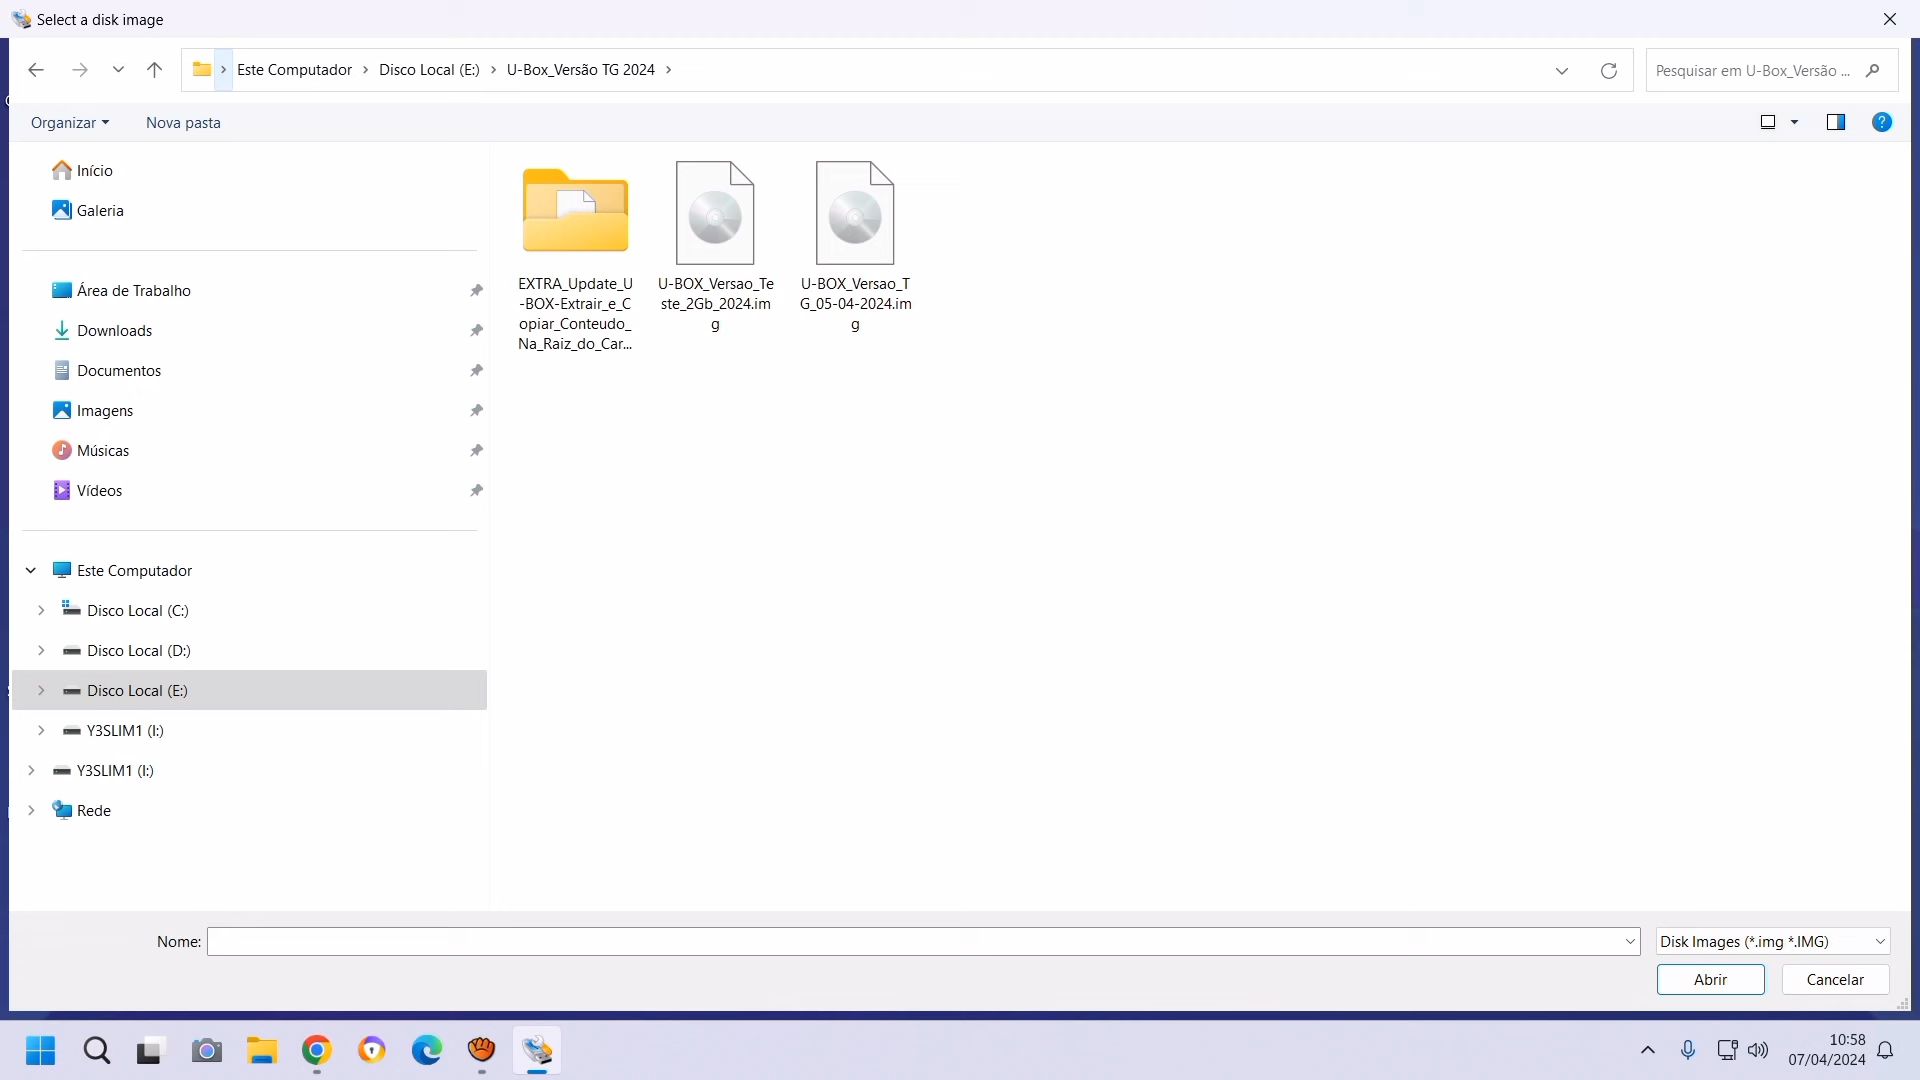 Select a disk image
Este Computador
Disco Local (E:)
U-Box_Versão TG 2024
Pesquisar em U-Box_Versão ...
Organizar
Nova pasta
Início
Galeria
Área de Trabalho
Downloads
Documentos
Imagens
Músicas
Vídeos
Este Computador
Disco Local (C:)
Disco Local (D:)
Disco Local (E:)
Y3SLIM1 (I:)
Y3SLIM1 (I:)
Rede
EXTRA_Update_U
-BOX-Extrair_e_C
opiar_Conteudo_
Na_Raiz_do_Car...
U-BOX_Versao_Te
ste_2Gb_2024.im
g
U-BOX_Versao_T
G_05-04-2024.im
g
Nome:
Disk Images (*.img *.IMG)
Abrir
Cancelar
10:58
07/04/2024